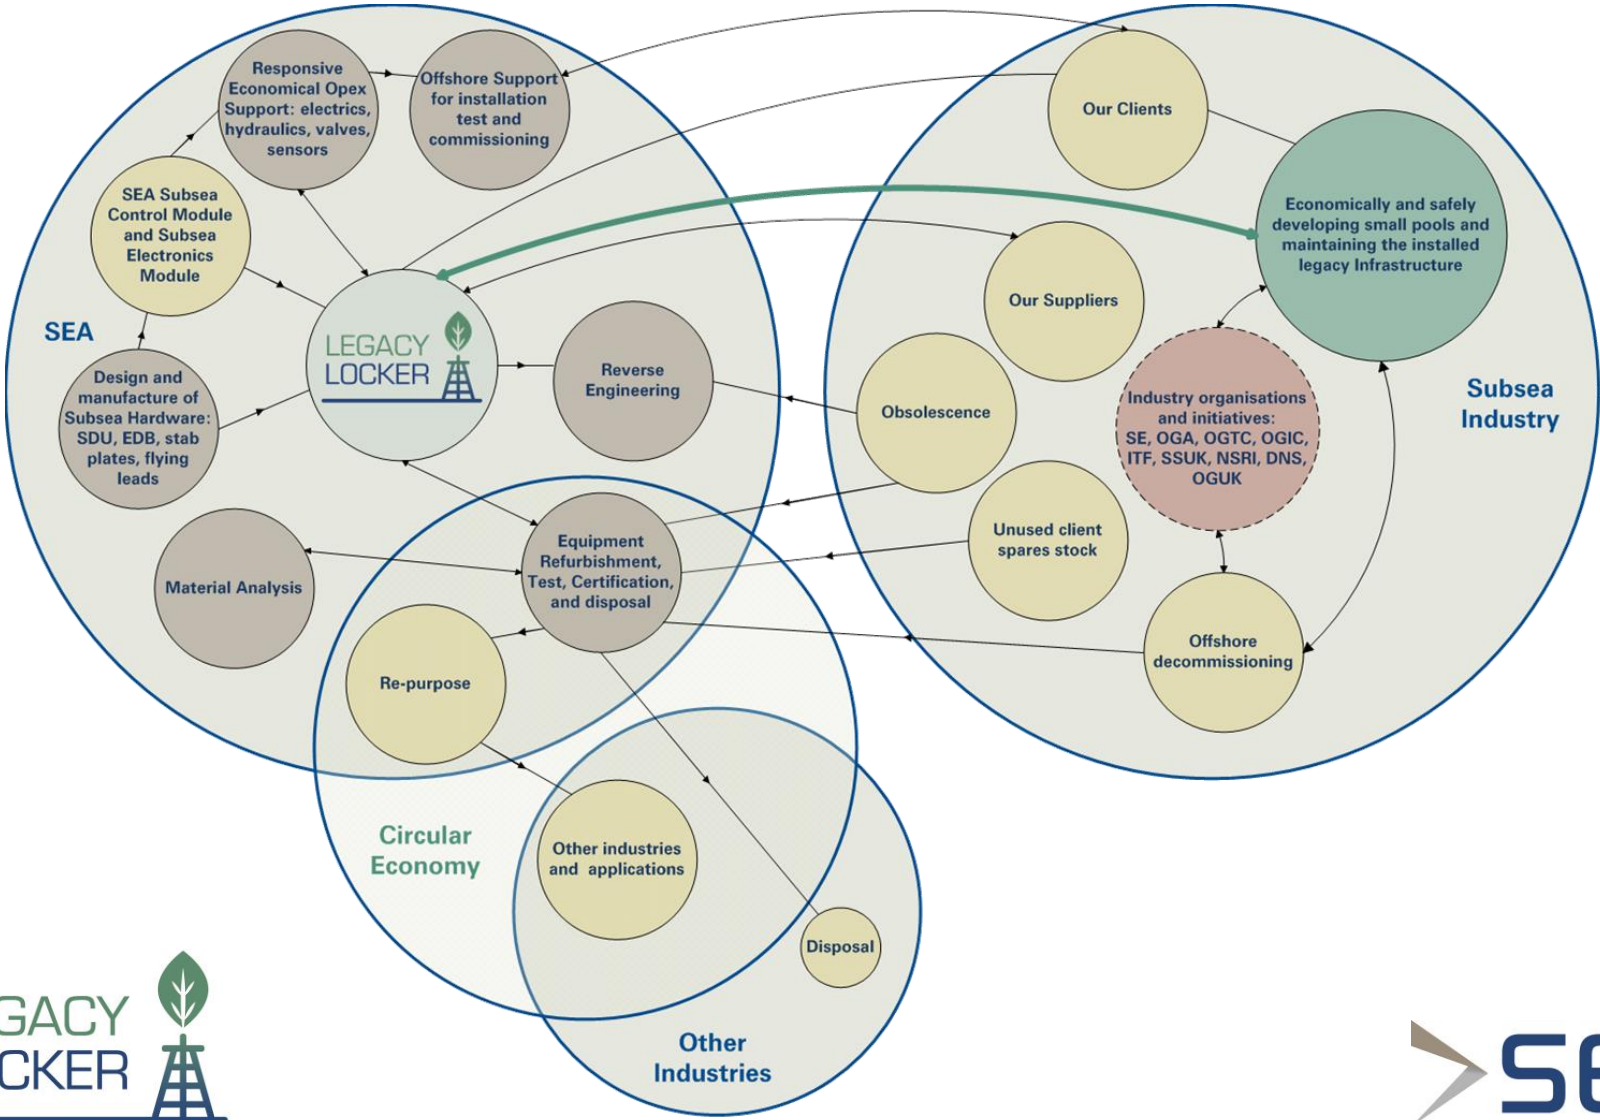 Responsive
Economical Opex
Support: electrics,
hydraulics, valves,
sensors
Offshore Support
for installation
test and
commissioning
SEA Subsea
Control Module
and Subsea
Electronics
Module
SEA
LEGACY
LOCKER
Design and
manufacture of
Subsea Hardware:
SDU, EDB, stab
plates, flying
leads
Reverse
Engineering
Material Analysis
Equipment
Refurbishment,
Test, Certification,
and disposal
Re-purpose
Circular
Economy
Other industries
and applications
Disposal
Other
Industries
Our Clients
Economically and safely
developing small pools and
maintaining the installed
legacy Infrastructure
Our Suppliers
Obsolescence
Industry organisations
and initiatives:
SE, OGA, OGTC, OGIC,
ITF, SSUK, NSRI, DNS,
OGUK
Subsea
Industry
Unused client
spares stock
Offshore
decommissioning
GACY
CKER
SE